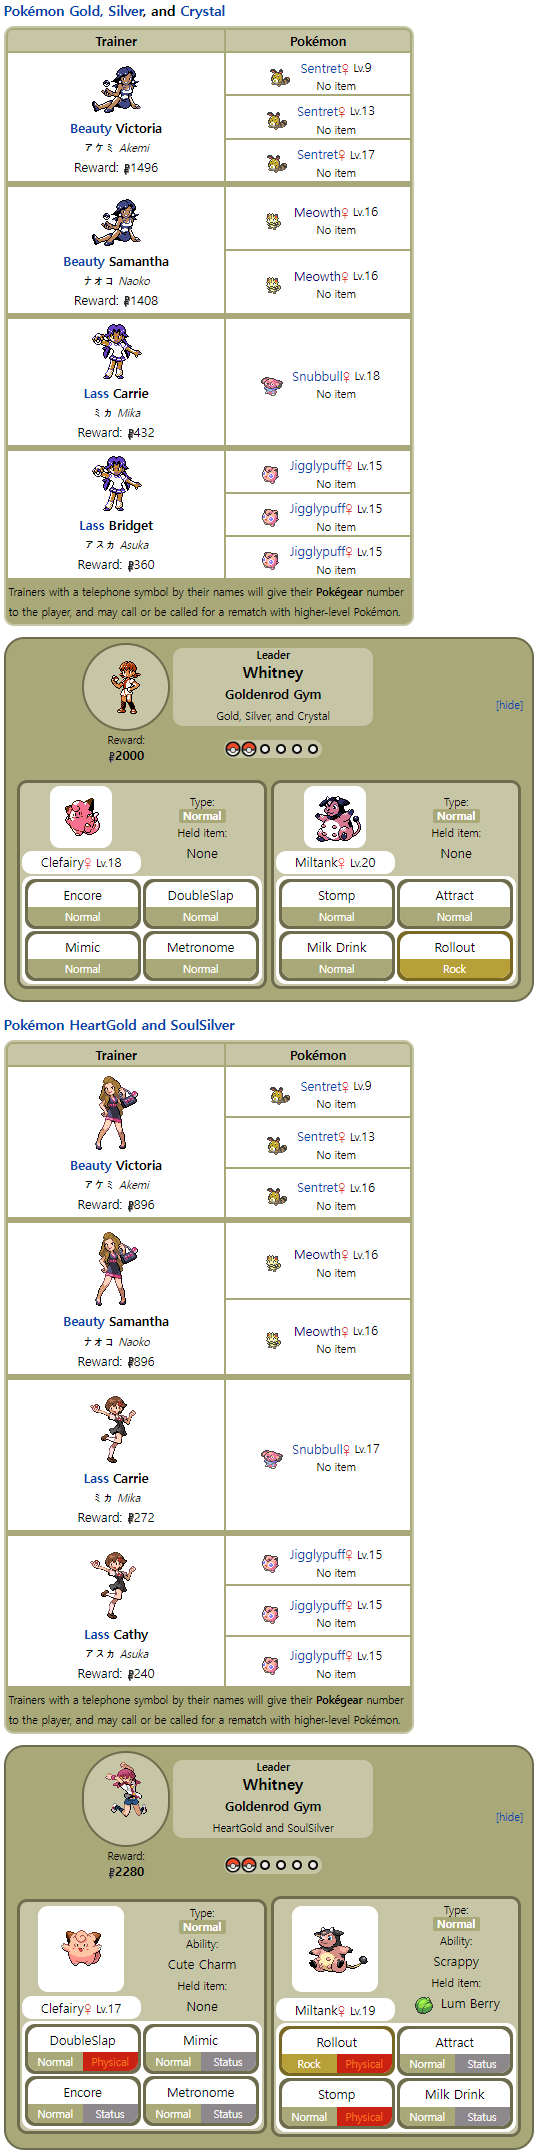 Pokémon Gold, Silver, and Crystal
Trainer Pokémon
Beauty Victoria
アケミ Akemi
Reward: 1496
Sentret♀ Lv.9
No item
Sentret♀ Lv.13
No item
Sentret♀ Lv.17
No item
Beauty Samantha
ナオコ Naoko
Reward: 1408
Meowth♀ Lv.16
No item
Meowth♀ Lv.16
No item
Lass Carrie
ミカ Mika
Reward: 432
Snubbull♀ Lv.18
No item
Lass Bridget
アスカ Asuka
Reward: 360
Jigglypuff♀ Lv.15
No item
Jigglypuff♀ Lv.15
No item
Jigglypuff♀ Lv.15
No item
Trainers with a telephone symbol by their names will give their Pokégear number
to the player, and may call or be called for a rematch with higher-level Pokémon.
Leader
Whitney
Goldenrod Gym
Gold, Silver, and Crystal
[hide]
Reward:
2000
Type:
Normal
Held item:
None
Clefairy♀ Lv.18
Encore DoubleSlap
Normal Normal
Mimic Metronome
Normal Normal
Type:
Normal
Held item:
None
Miltank♀ Lv.20
Stomp Attract
Normal Normal
Milk Drink Rollout
Normal Rock
Pokémon HeartGold and SoulSilver
Trainer Pokémon
Beauty Victoria
アケミ Akemi
Reward: 896
Sentret♀ Lv.9
No item
Sentret♀ Lv.13
No item
Sentret♀ Lv.16
No item
Beauty Samantha
ナオコ Naoko
Reward: 896
Meowth♀ Lv.16
No item
Meowth♀ Lv.16
No item
Lass Carrie
ミカ Mika
Reward: 272
Snubbull♀ Lv.17
No item
Lass Cathy
アスカ Asuka
Reward: 240
Jigglypuff♀ Lv.15
No item
Jigglypuff♀ Lv.15
No item
Jigglypuff♀ Lv.15
No item
Trainers with a telephone symbol by their names will give their Pokégear number
to the player, and may call or be called for a rematch with higher-level Pokémon.
Leader
Whitney
Goldenrod Gym
HeartGold and SoulSilver
[hide]
Reward:
2280
Type:
Normal
Ability:
Cute Charm
Held item:
None
Clefairy♀ Lv.17
DoubleSlap Mimic
Normal Physical Normal Status
Encore Metronome
Normal Status Normal Status
Type:
Normal
Ability:
Scrappy
Held item:
Lum Berry
Miltank♀ Lv.19
Rollout Attract
Rock Physical Normal Status
Stomp Milk Drink
Normal Physical Normal Status